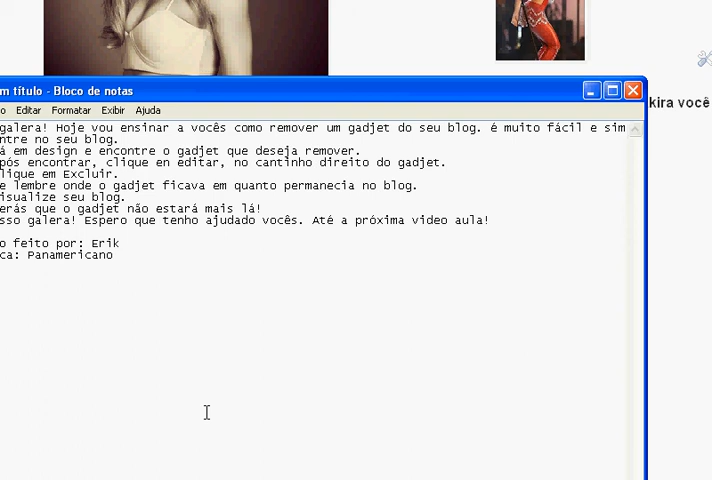 m título - Bloco de notas
o Editar Formatar Exibir Ajuda
kira você
galera! Hoje vou ensinar a vocês como remover um gadjet do seu blog. é muito fácil e sim
ntre no seu blog.
á em design e encontre o gadjet que deseja remover.
pós encontrar, clique en editar, no cantinho direito do gadjet.
lique em Excluir.
e lembre onde o gadjet ficava em quanto permanecia no blog.
isualize seu blog.
erás que o gadjet não estará mais lá!
sso galera! Espero que tenho ajudado vocês. Até a próxima video aula!
o feito por: Erik
ca: Panamericano